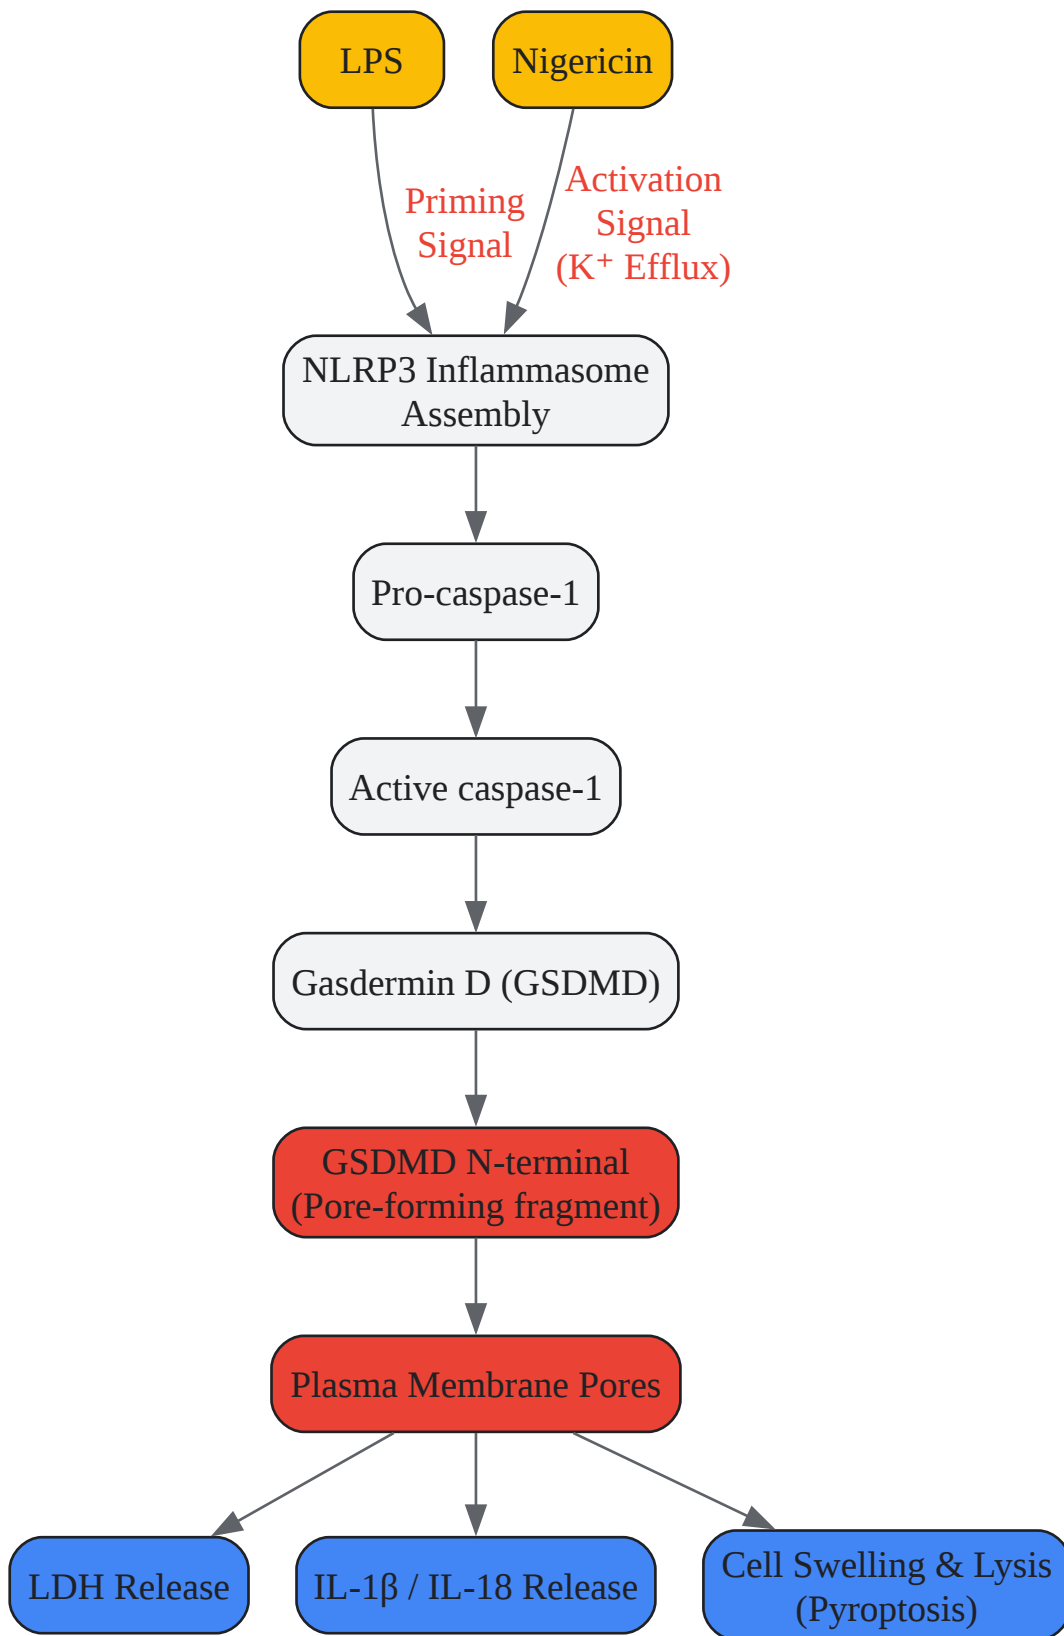 LPS
Nigericin
Priming
Signal
Activation
Signal
(K⁺ Efflux)
NLRP3 Inflammasome
Assembly
Pro-caspase-1
Active caspase-1
Gasdermin D (GSDMD)
GSDMD N-terminal
(Pore-forming fragment)
Plasma Membrane Pores
LDH Release
IL-1β / IL-18 Release
Cell Swelling & Lysis
(Pyroptosis)